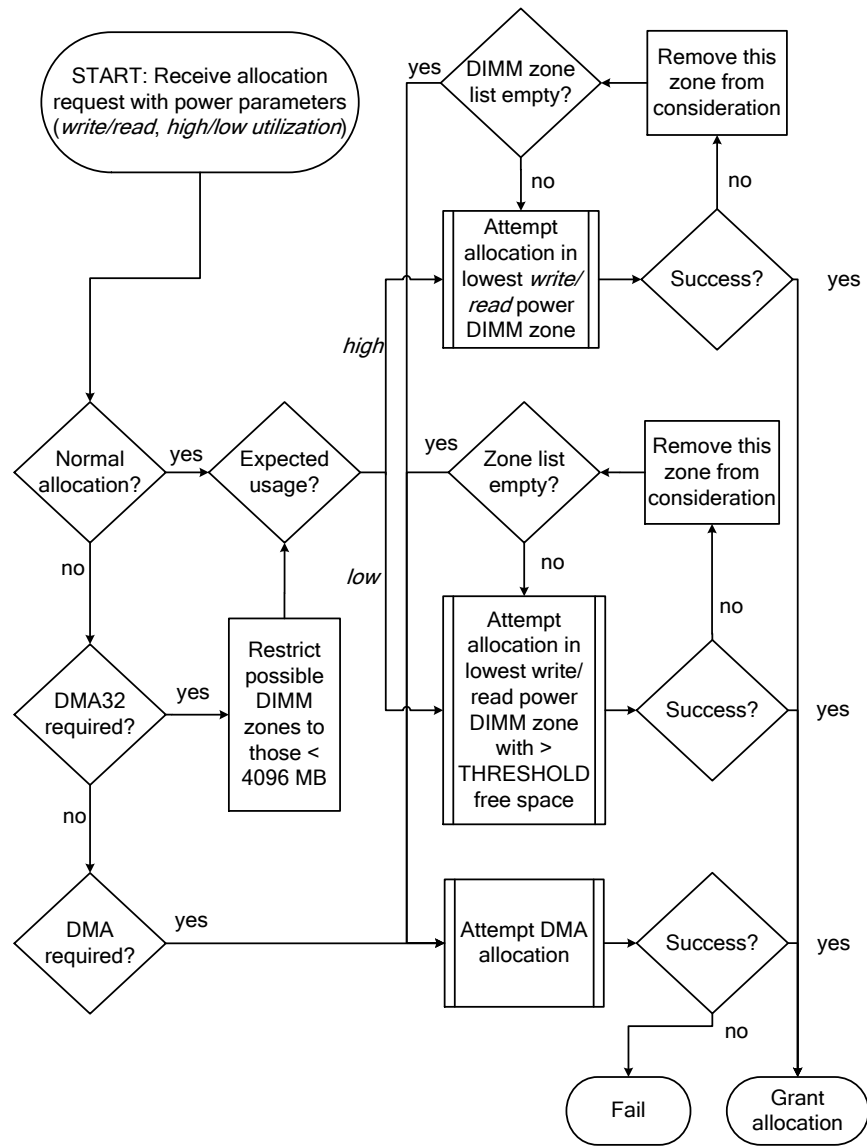 START: Receive allocation
request with power parameters
(write/read, high/low utilization)
yes
DIMM zone
list empty?
Remove this
zone from
consideration
no
no
Attempt
allocation in
lowest write/
read power
DIMM zone
Success?
yes
high
Normal
allocation?
yes
Expected
usage?
yes
Zone list
empty?
Remove this
zone from
consideration
no
low
no
no
Attempt
allocation in
lowest write/
read power
DIMM zone
with >
THRESHOLD
free space
Success?
yes
DMA32
required?
yes
Restrict
possible
DIMM
zones to
those <
4096 MB
no
DMA
required?
yes
Attempt DMA
allocation
Success?
yes
no
Fail
Grant
allocation